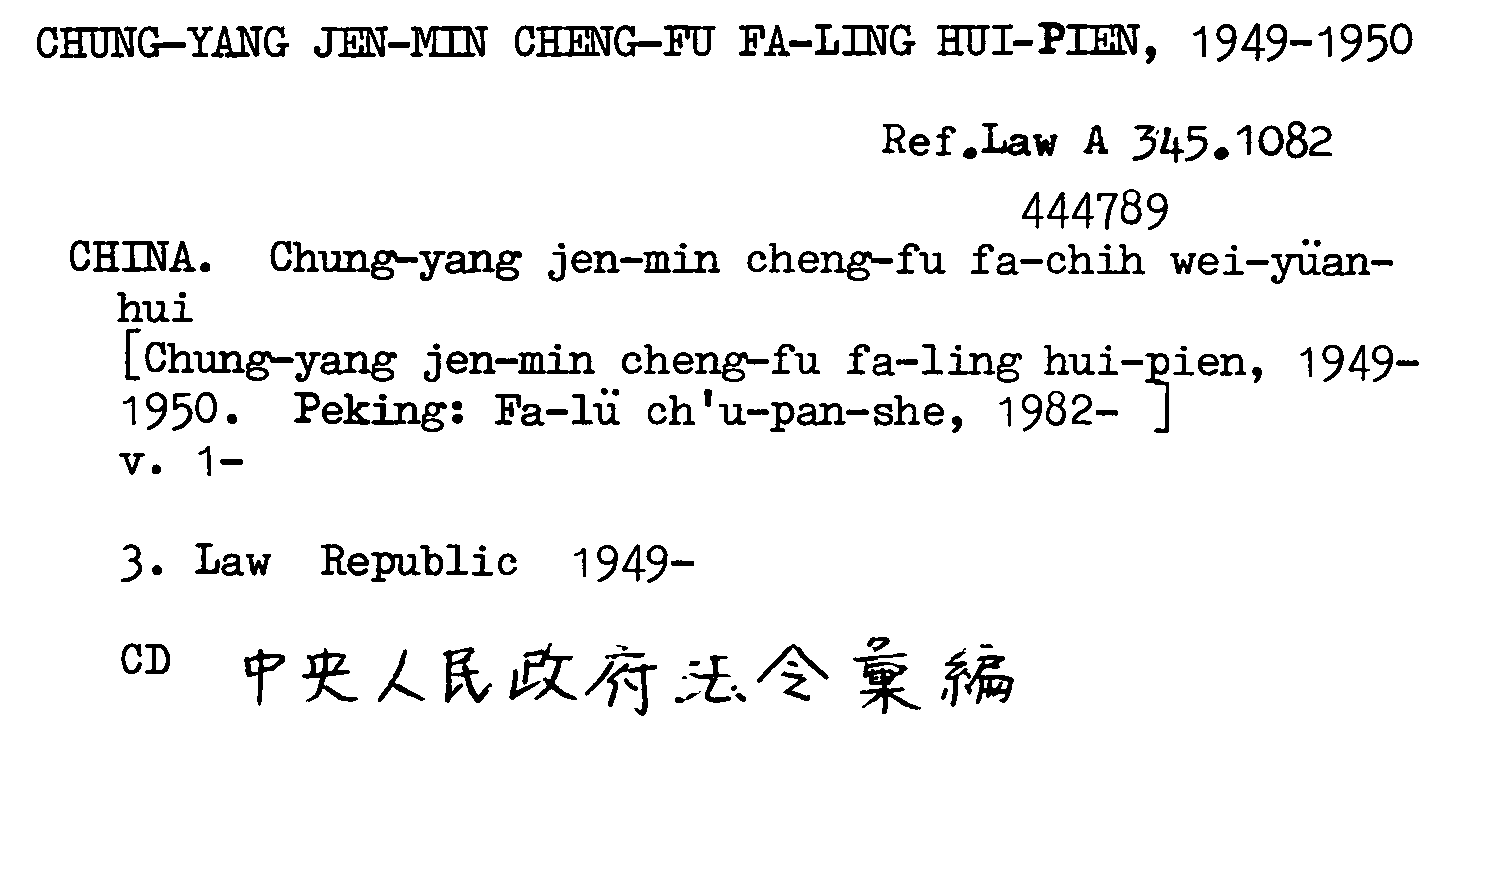 CHUNG-YANG JEN-MIN CHENG-FU FA-LING HUI-PIEN, 1949-1950
Ref.Law A 345.1082
444789
CHINA. Chung-yang jen-min cheng-fu fa-chih wei-yüan-
hui
[Chung-yang jen-min cheng-fu fa-ling hui-pien, 1949-
1950. Peking: Fa-lü ch'u-pan-she, 1982- ]
v. 1-
3. Law Republic 1949-
CD 中央人民政府法令彙編